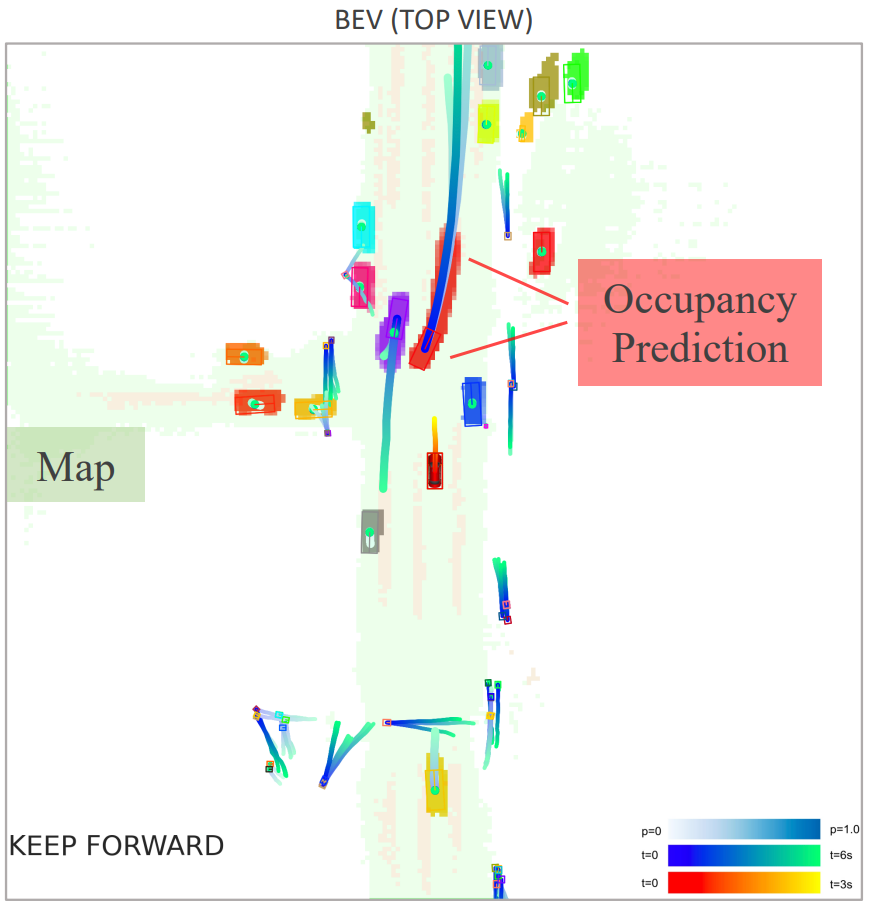 BEV (TOP VIEW)
Occupancy
Prediction
Map
KEEP FORWARD
p=0 p=1.0
t=0 t=6s
t=0 t=3s